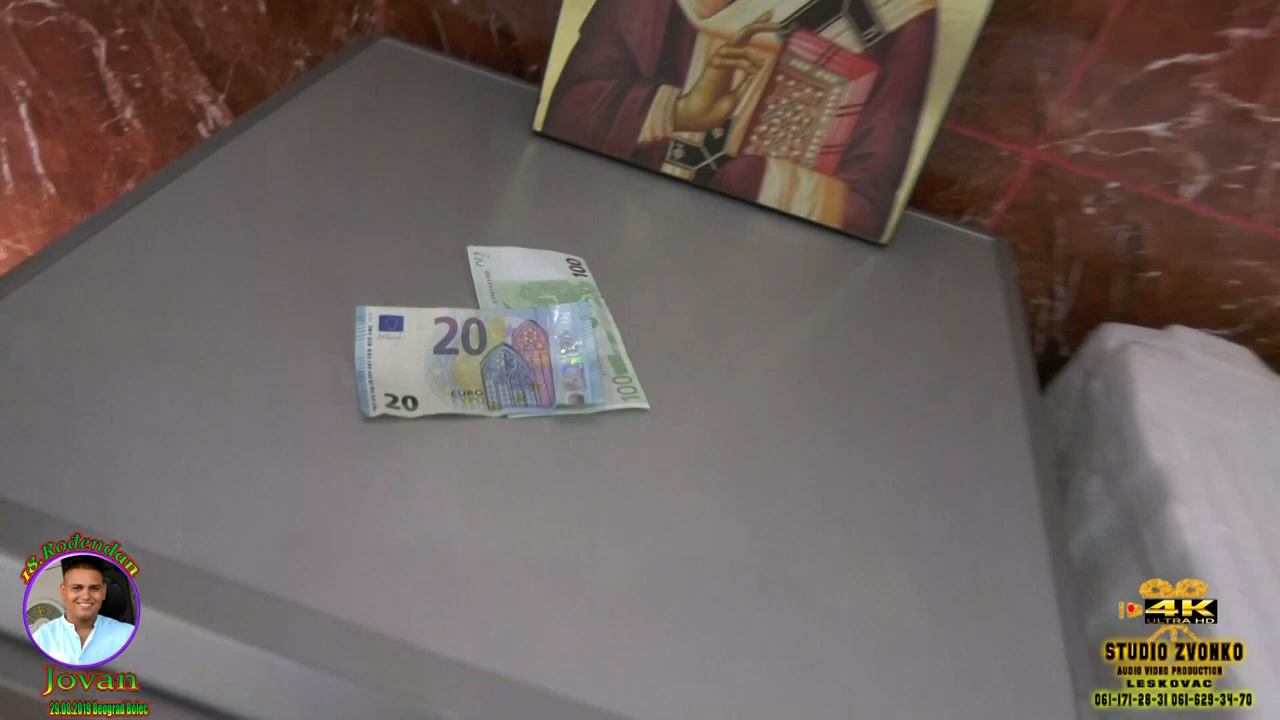 100
20
EURO
20
100
18.Rođendan
Jovan
29.08.2019 Beograd Bolec
4K
ULTRA HD
STUDIO ZVONKO
AUDIO VIDEO PRODUCTION
LESKOVAC
061-171-28-31 061-629-34-70